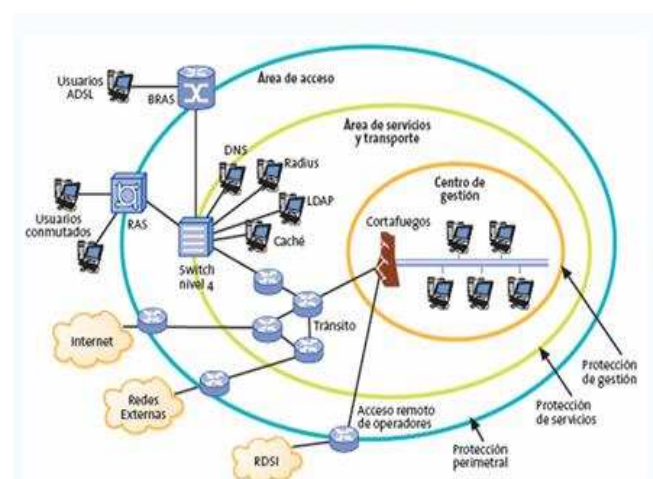 Área de acceso
Usuarios
ADSL
BRAS
Área de servicios
y transporte
DNS
Radius
Centro de
gestión
LDAP
Cortafuegos
Usuarios
conmutados
RAS
Caché
Switch
nivel 4
Tránsito
Internet
Protección
de gestión
Redes
Externas
Acceso remoto
de operadores
Protección
de servicios
Protección
perimetral
RDSI